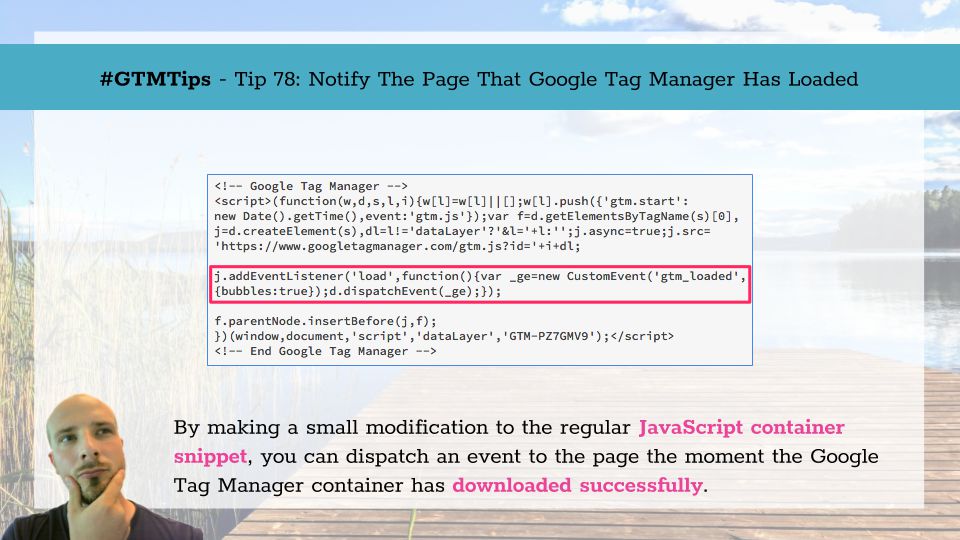 #GTMTips - Tip 78: Notify The Page That Google Tag Manager Has Loaded
<!-- Google Tag Manager -->
<script>(function(w,d,s,l,i){w[l]=w[l]||[];w[l].push({'gtm.start':
new Date().getTime(),event:'gtm.js'});var f=d.getElementsByTagName(s)[0],
j=d.createElement(s),dl=l!='dataLayer'?'&l='+l:'';j.async=true;j.src=
'https://www.googletagmanager.com/gtm.js?id='+i+dl;
j.addEventListener('load',function(){var _ge=new CustomEvent('gtm_loaded',
{bubbles:true});d.dispatchEvent(_ge);});
f.parentNode.insertBefore(j,f);
})(window,document,'script','dataLayer','GTM-PZ7GMV9');</script>
<!-- End Google Tag Manager -->
By making a small modification to the regular JavaScript container
snippet, you can dispatch an event to the page the moment the Google
Tag Manager container has downloaded successfully.